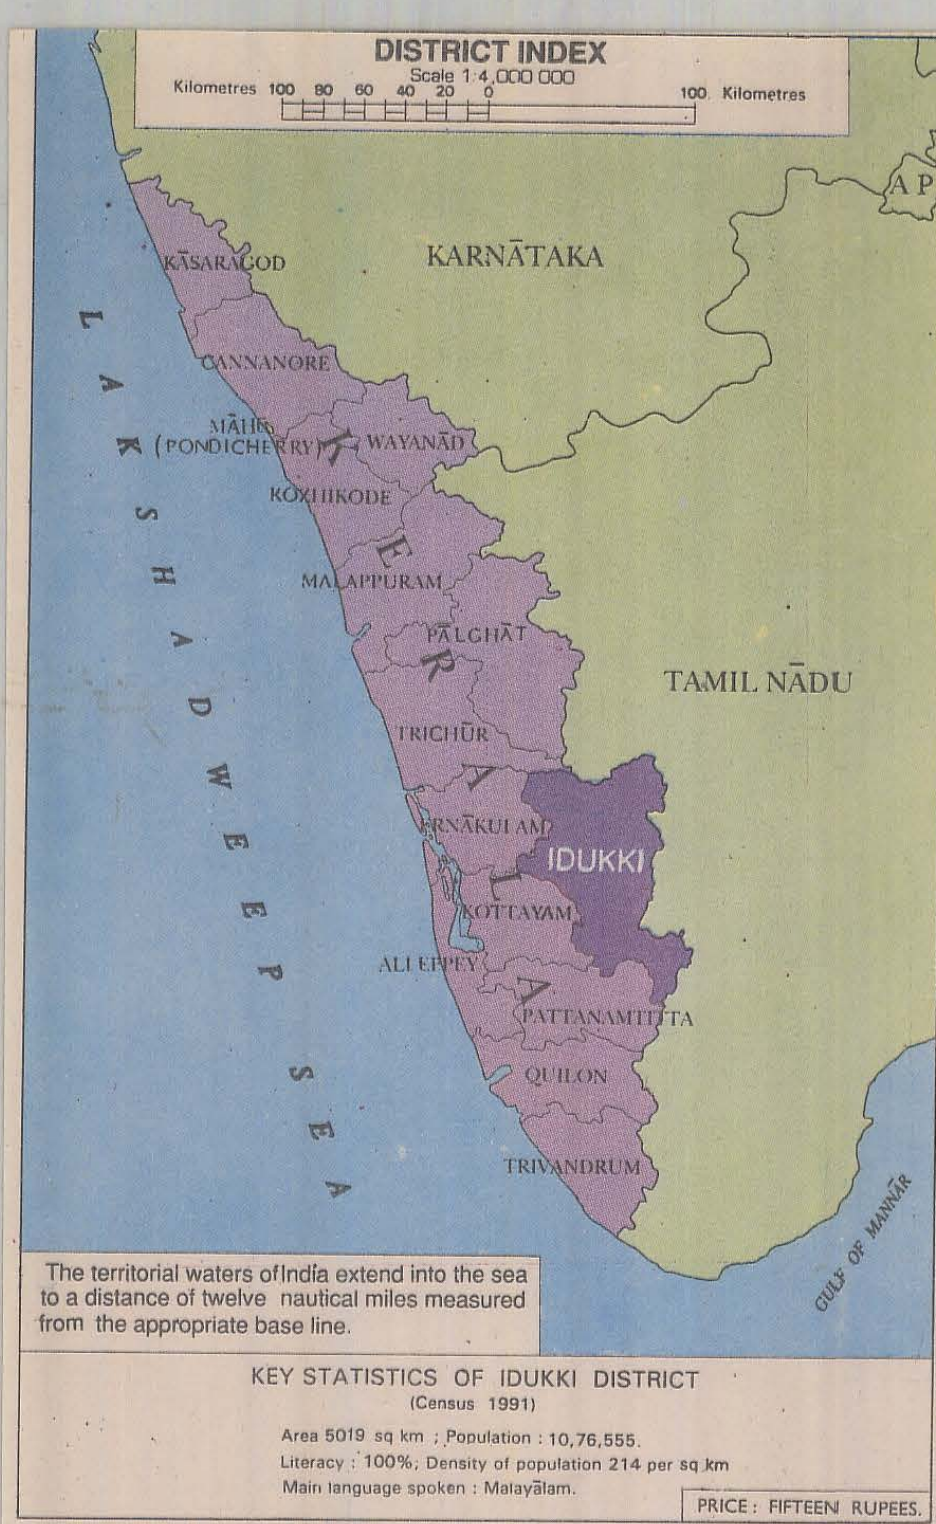 DISTRICT INDEX
Scale 1:4,000 000
Kilometres 100 80 60 40 20 0 100 Kilometres
A P
KARNĀTAKA
KĀSARAGOD
CANNANORE
MĀHE
(PONDICHERRY)
WAYANĀD
KOZHIKODE
MALAPPURAM
PĀLGHĀT
TAMIL NĀDU
TRICHŪR
ERNĀKULAM
IDUKKI
KOTTAYAM
ALLEPPEY
PATTANAMTITTA
QUILON
TRIVANDRUM
KERALA
LAKSHADWEEP SEA
GULF OF MANNĀR
The territorial waters of India extend into the sea
to a distance of twelve nautical miles measured
from the appropriate base line.
KEY STATISTICS OF IDUKKI DISTRICT
(Census 1991)
Area 5019 sq km ; Population : 10,76,555.
Literacy : 100%; Density of population 214 per sq km
Main language spoken : Malayālam.
PRICE : FIFTEEN RUPEES.